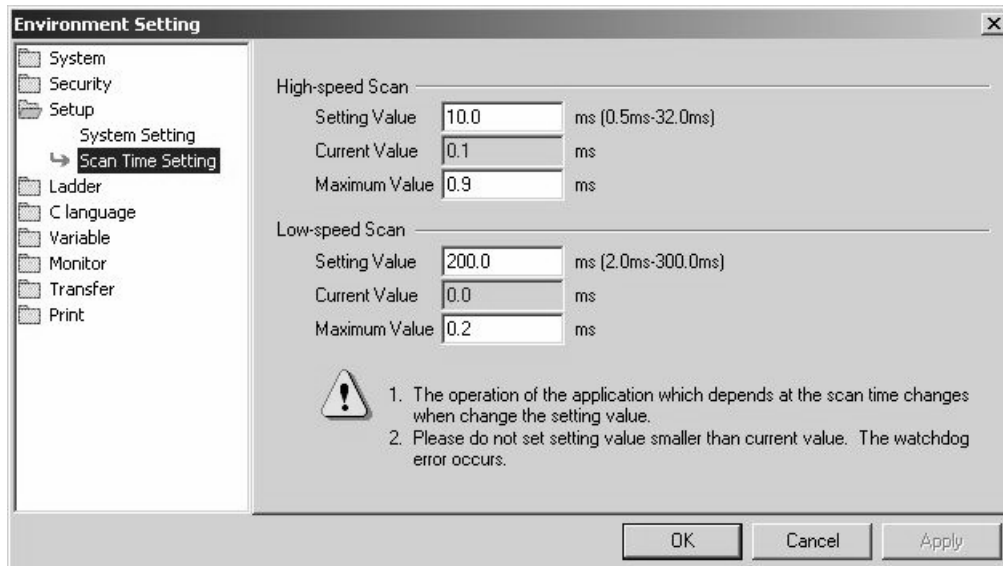 Environment Setting
System
Security
Setup
System Setting
Scan Time Setting
Ladder
C language
Variable
Monitor
Transfer
Print
High-speed Scan
Setting Value 10.0 ms (0.5ms-32.0ms)
Current Value 0.1 ms
Maximum Value 0.9 ms
Low-speed Scan
Setting Value 200.0 ms (2.0ms-300.0ms)
Current Value 0.0 ms
Maximum Value 0.2 ms
1. The operation of the application which depends at the scan time changes
when change the setting value.
2. Please do not set setting value smaller than current value. The watchdog
error occurs.
OK Cancel Apply